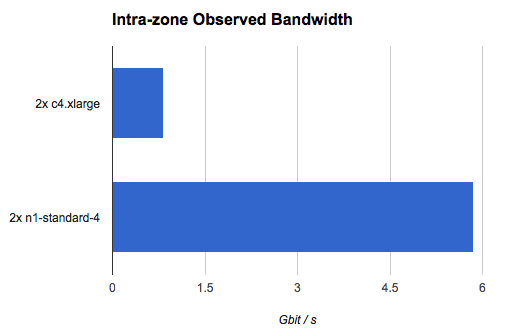 Intra-zone Observed Bandwidth
2x c4.xlarge
2x n1-standard-4
0 1.5 3 4.5 6
Gbit / s